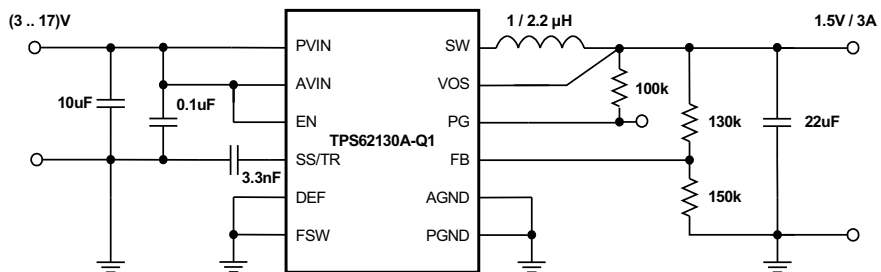 (3 .. 17)V
1 / 2.2 µH
1.5V / 3A
PVIN
SW
AVIN
VOS
100k
10uF
0.1uF
EN
PG
130k
22uF
TPS62130A-Q1
SS/TR
FB
3.3nF
DEF
AGND
150k
FSW
PGND